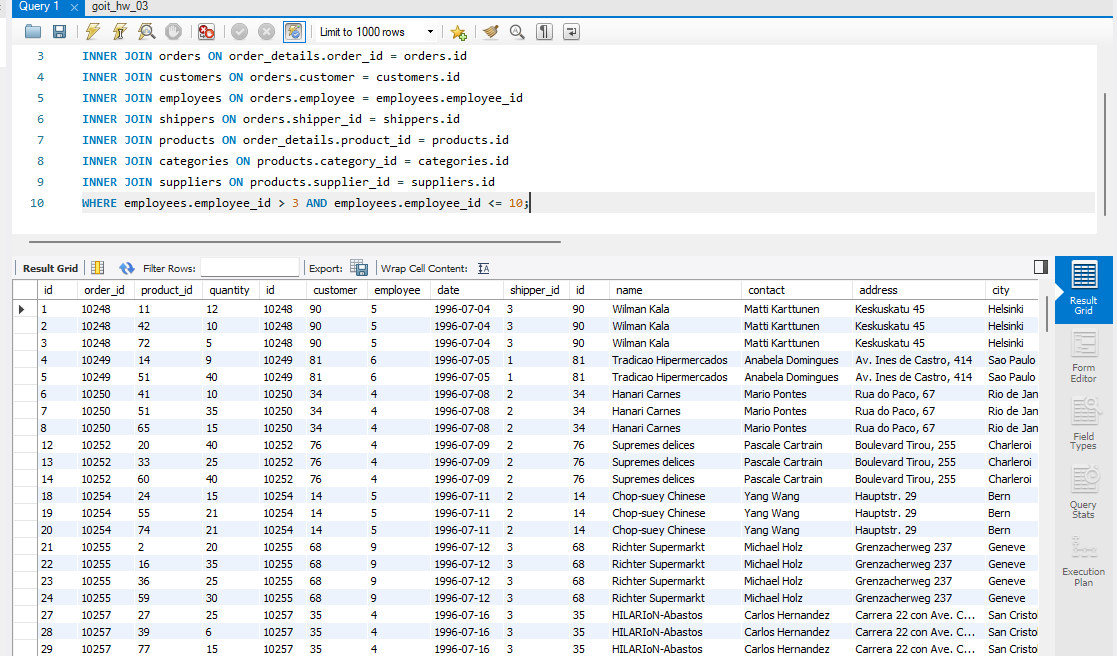 Query 1 × goit_hw_03
Limit to 1000 rows
3 INNER JOIN orders ON order_details.order_id = orders.id
4 INNER JOIN customers ON orders.customer = customers.id
5 INNER JOIN employees ON orders.employee = employees.employee_id
6 INNER JOIN shippers ON orders.shipper_id = shippers.id
7 INNER JOIN products ON order_details.product_id = products.id
8 INNER JOIN categories ON products.category_id = categories.id
9 INNER JOIN suppliers ON products.supplier_id = suppliers.id
10 WHERE employees.employee_id > 3 AND employees.employee_id <= 10;
Result Grid Filter Rows: Export: Wrap Cell Content:
id order_id product_id quantity id customer employee date shipper_id id name contact address city
1 10248 11 12 10248 90 5 1996-07-04 3 90 Wilman Kala Matti Karttunen Keskuskatu 45 Helsinki
2 10248 42 10 10248 90 5 1996-07-04 3 90 Wilman Kala Matti Karttunen Keskuskatu 45 Helsinki
3 10248 72 5 10248 90 5 1996-07-04 3 90 Wilman Kala Matti Karttunen Keskuskatu 45 Helsinki
4 10249 14 9 10249 81 6 1996-07-05 1 81 Tradicao Hipermercados Anabela Domingues Av. Ines de Castro, 414 Sao Paulo
5 10249 51 40 10249 81 6 1996-07-05 1 81 Tradicao Hipermercados Anabela Domingues Av. Ines de Castro, 414 Sao Paulo
6 10250 41 10 10250 34 4 1996-07-08 2 34 Hanari Carnes Mario Pontes Rua do Paco, 67 Rio de Jan
7 10250 51 35 10250 34 4 1996-07-08 2 34 Hanari Carnes Mario Pontes Rua do Paco, 67 Rio de Jan
8 10250 65 15 10250 34 4 1996-07-08 2 34 Hanari Carnes Mario Pontes Rua do Paco, 67 Rio de Jan
12 10252 20 40 10252 76 4 1996-07-09 2 76 Supremes delices Pascale Cartrain Boulevard Tirou, 255 Charleroi
13 10252 33 25 10252 76 4 1996-07-09 2 76 Supremes delices Pascale Cartrain Boulevard Tirou, 255 Charleroi
14 10252 60 40 10252 76 4 1996-07-09 2 76 Supremes delices Pascale Cartrain Boulevard Tirou, 255 Charleroi
18 10254 24 15 10254 14 5 1996-07-11 2 14 Chop-suey Chinese Yang Wang Hauptstr. 29 Bern
19 10254 55 21 10254 14 5 1996-07-11 2 14 Chop-suey Chinese Yang Wang Hauptstr. 29 Bern
20 10254 74 21 10254 14 5 1996-07-11 2 14 Chop-suey Chinese Yang Wang Hauptstr. 29 Bern
21 10255 2 20 10255 68 9 1996-07-12 3 68 Richter Supermarkt Michael Holz Grenzacherweg 237 Geneve
22 10255 16 35 10255 68 9 1996-07-12 3 68 Richter Supermarkt Michael Holz Grenzacherweg 237 Geneve
23 10255 36 25 10255 68 9 1996-07-12 3 68 Richter Supermarkt Michael Holz Grenzacherweg 237 Geneve
24 10255 59 30 10255 68 9 1996-07-12 3 68 Richter Supermarkt Michael Holz Grenzacherweg 237 Geneve
27 10257 27 25 10257 35 4 1996-07-16 3 35 HILARIoN-Abastos Carlos Hernandez Carrera 22 con Ave. C... San Cristo
28 10257 39 6 10257 35 4 1996-07-16 3 35 HILARIoN-Abastos Carlos Hernandez Carrera 22 con Ave. C... San Cristo
29 10257 77 15 10257 35 4 1996-07-16 3 35 HILARIoN-Abastos Carlos Hernandez Carrera 22 con Ave. C... San Cristo
Result
Grid
Form
Editor
Field
Types
Query
Stats
Execution
Plan